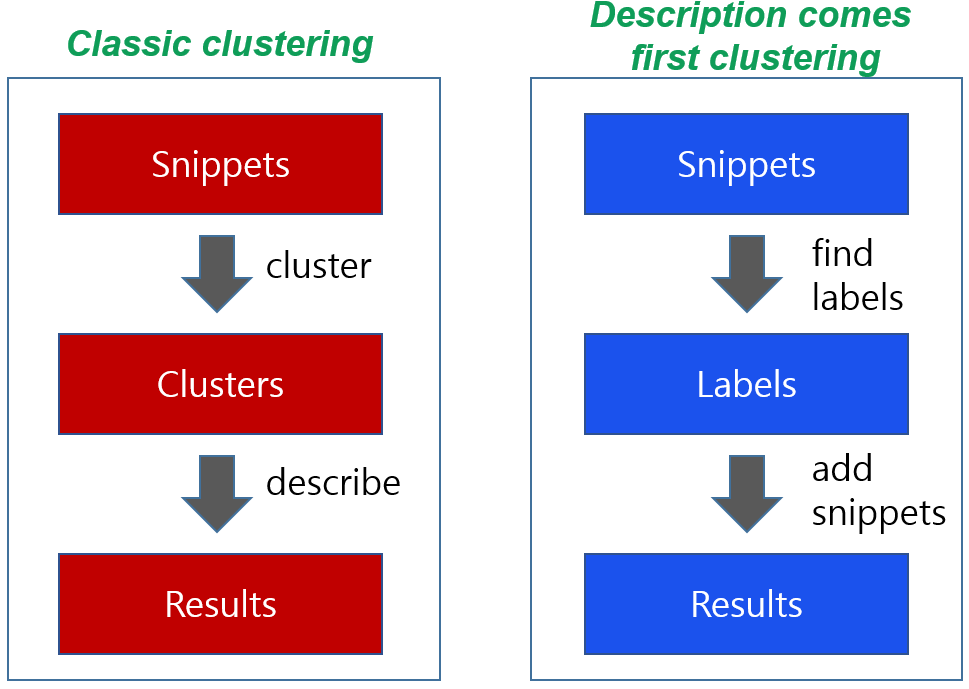 Classic clustering
Snippets
cluster
Clusters
describe
Results
Description comes
first clustering
Snippets
find
labels
Labels
add
snippets
Results